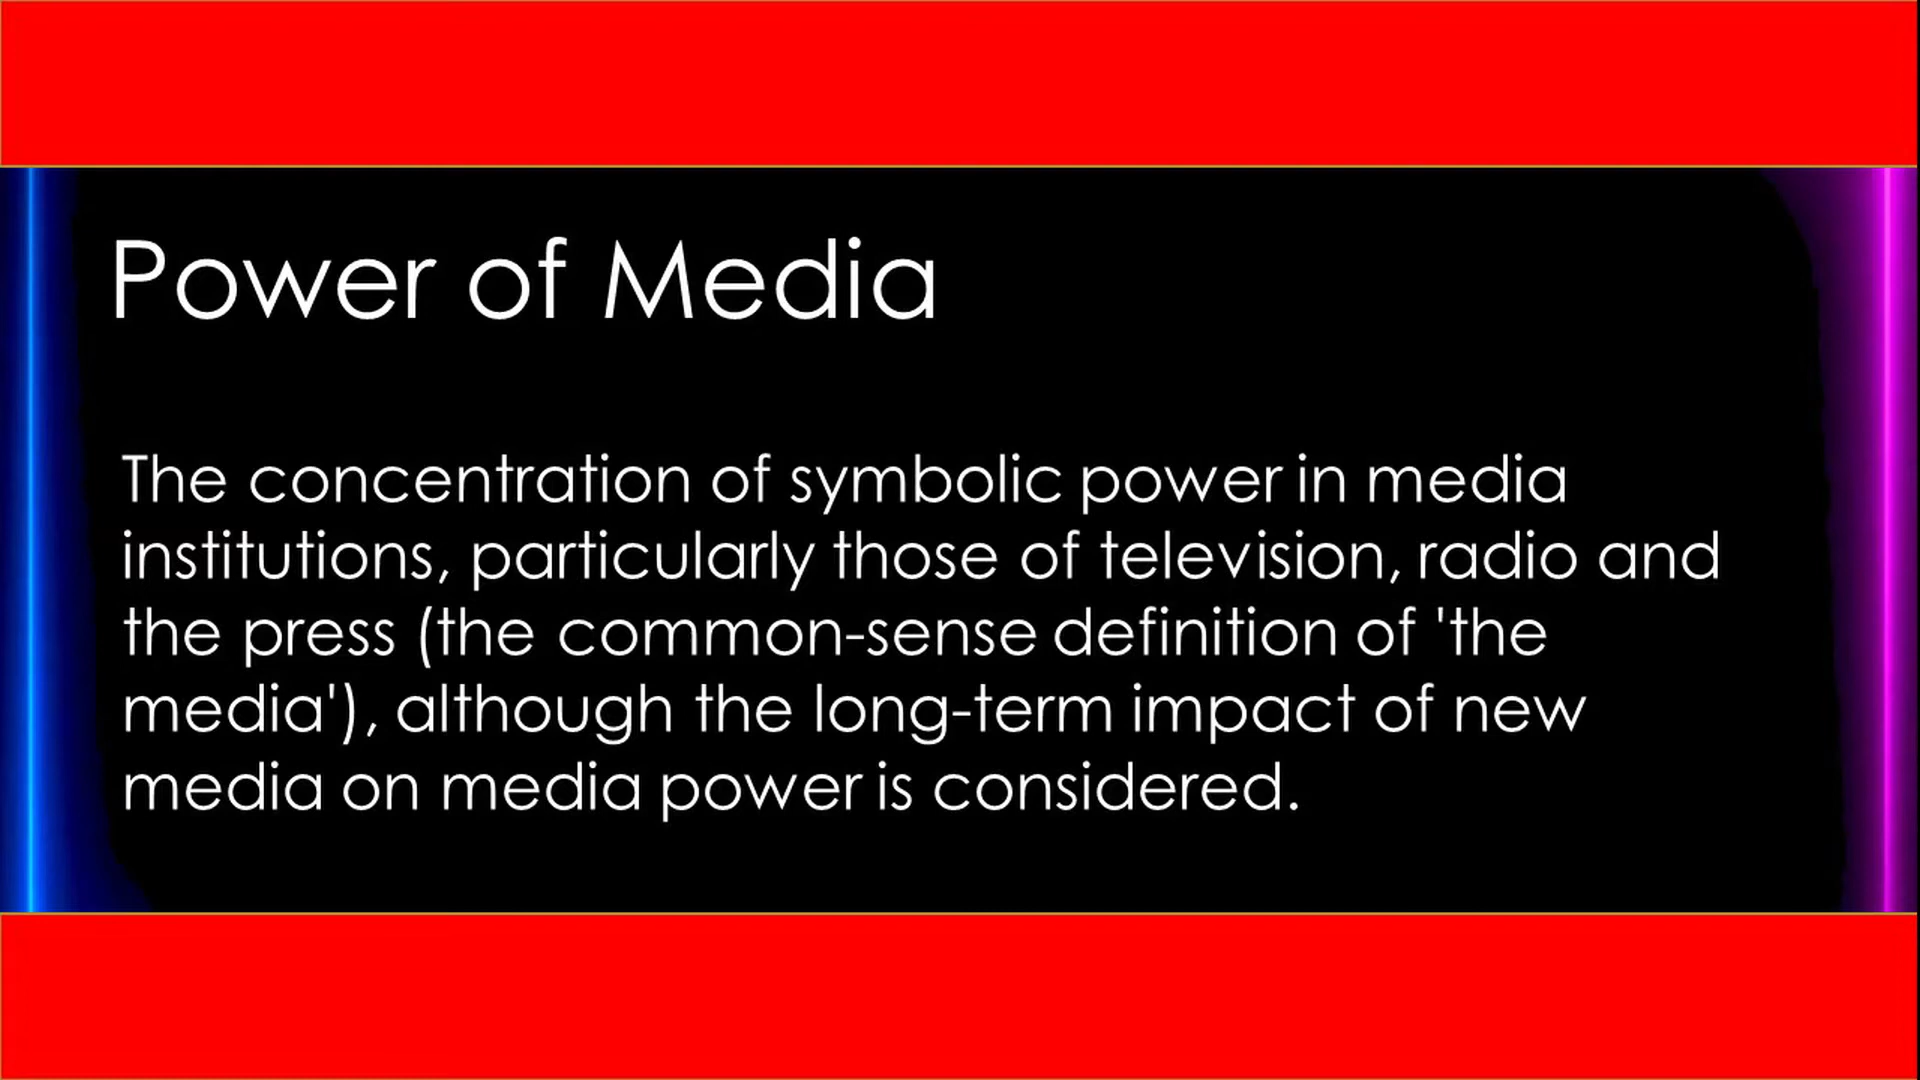 Power of Media
The concentration of symbolic power in media
institutions, particularly those of television, radio and
the press (the common-sense definition of 'the
media'), although the long-term impact of new
media on media power is considered.